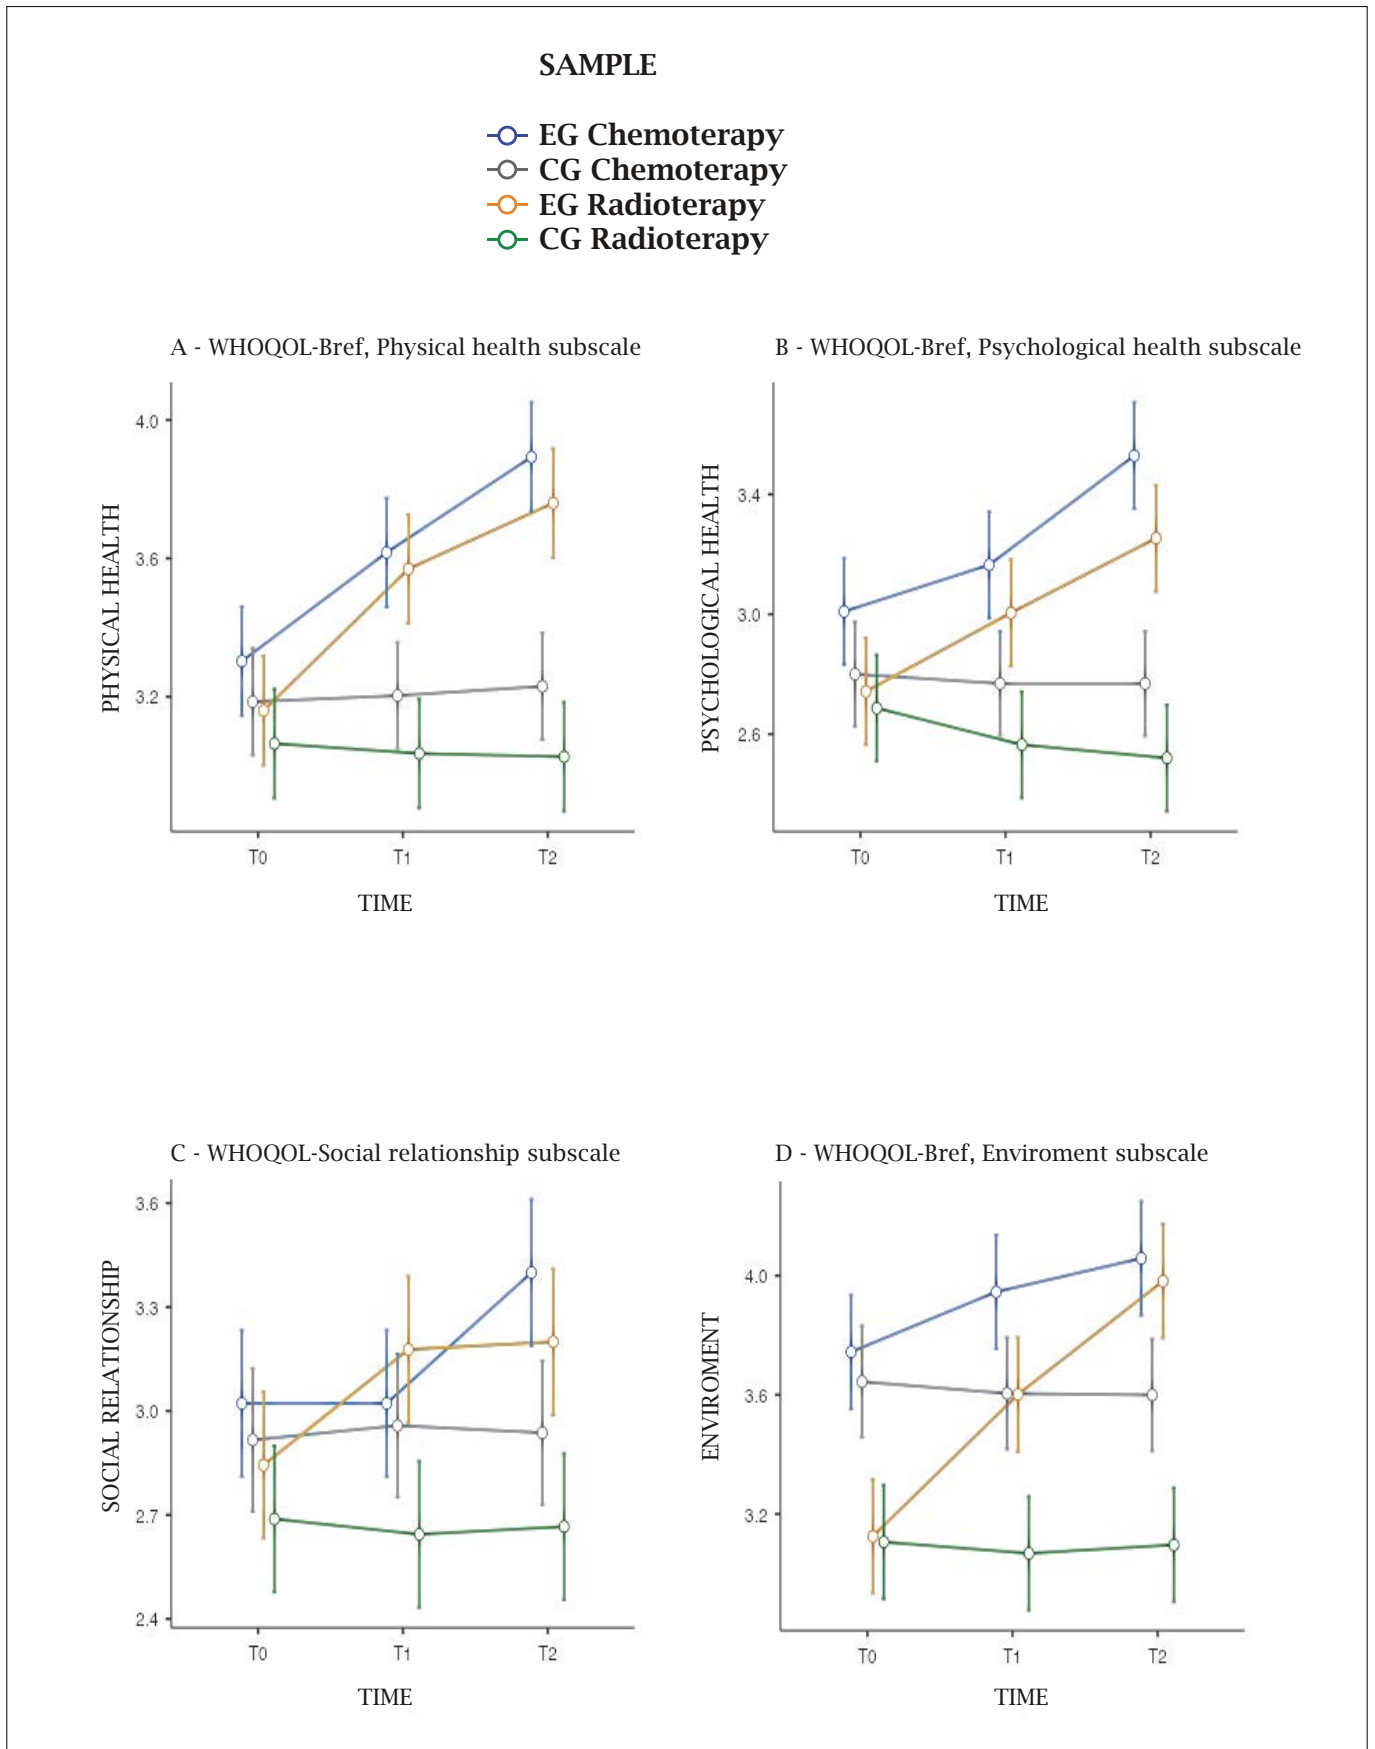 SAMPLE
EG Chemoterapy
CG Chemoterapy
EG Radioterapy
CG Radioterapy
A - WHOQOL-Bref, Physical health subscale
PHYSICAL HEALTH
4.0
3.6
3.2
T0 T1 T2
TIME
B - WHOQOL-Bref, Psychological health subscale
PSYCHOLOGICAL HEALTH
3.4
3.0
2.6
T0 T1 T2
TIME
C - WHOQOL-Social relationship subscale
SOCIAL RELATIONSHIP
3.6
3.3
3.0
2.7
2.4
T0 T1 T2
TIME
D - WHOQOL-Bref, Enviroment subscale
ENVIROMENT
4.0
3.6
3.2
T0 T1 T2
TIME